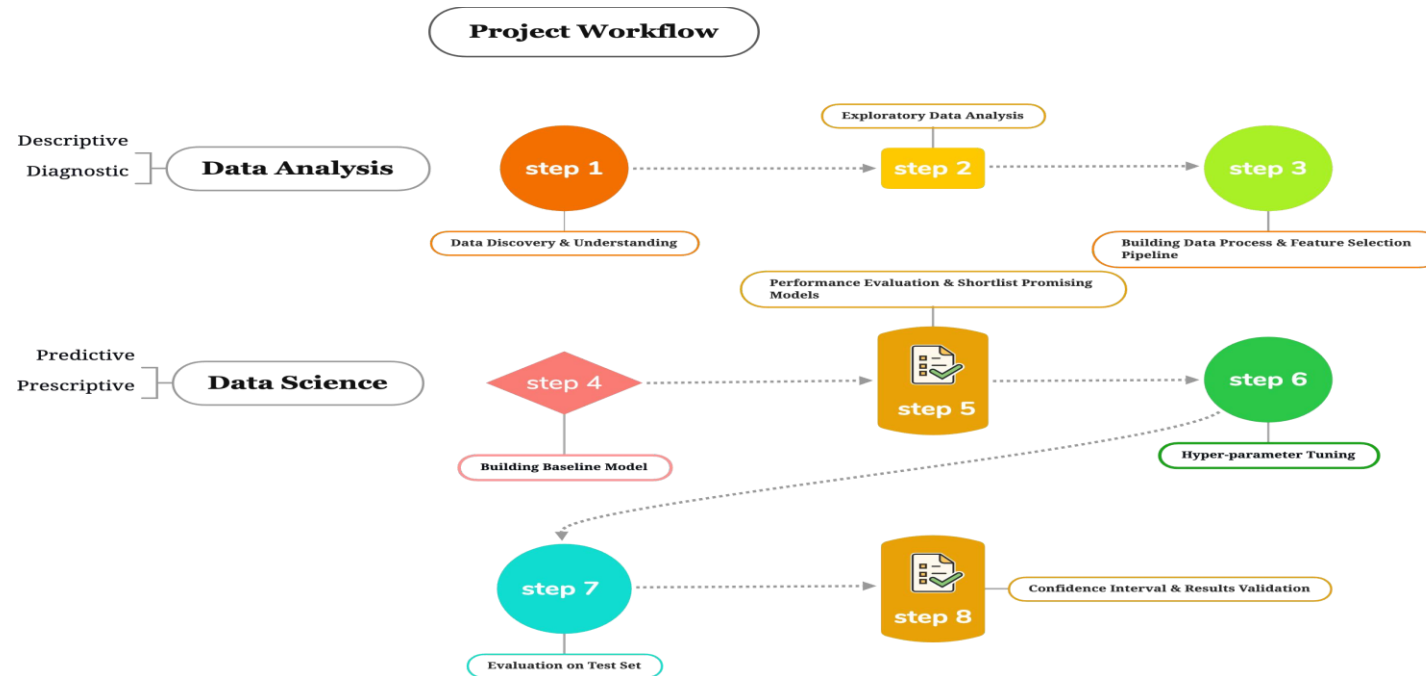 Project Workflow
Descriptive
Diagnostic
Data Analysis
step 1
Data Discovery & Understanding
Exploratory Data Analysis
step 2
step 3
Building Data Process & Feature Selection
Pipeline
Predictive
Prescriptive
Data Science
step 4
Building Baseline Model
Performance Evaluation & Shortlist Promising
Models
step 5
step 6
Hyper-parameter Tuning
step 7
Evaluation on Test Set
step 8
Confidence Interval & Results Validation